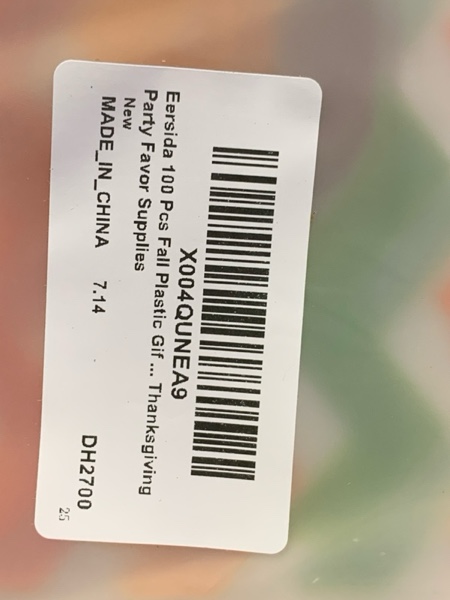 X004QUNEA9
Eersida 100 Pcs Fall Plastic Gif ... Thanksgiving
Party Favor Supplies
New
MADE_IN_CHINA 7.14 DH2700
25